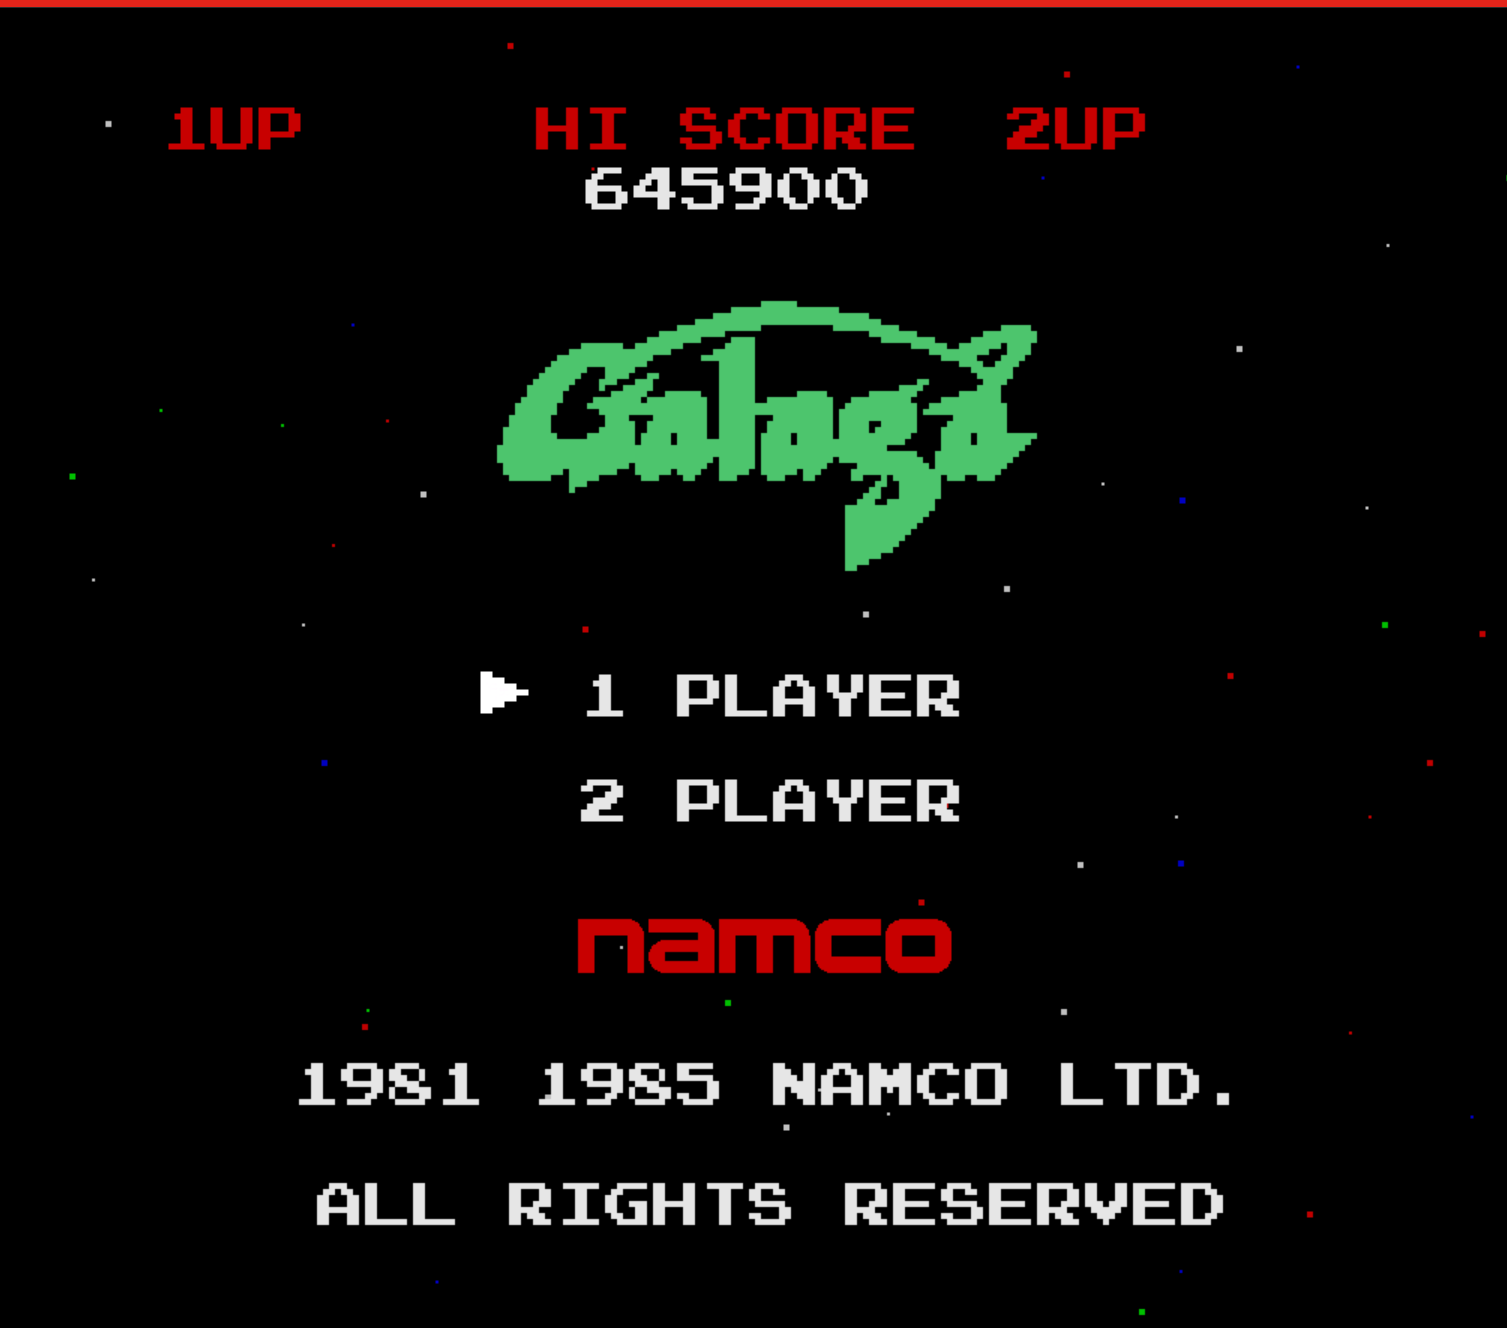 1UP HI SCORE 2UP
645900
Galaga
1 PLAYER
2 PLAYER
namco
1981 1985 NAMCO LTD.
ALL RIGHTS RESERVED